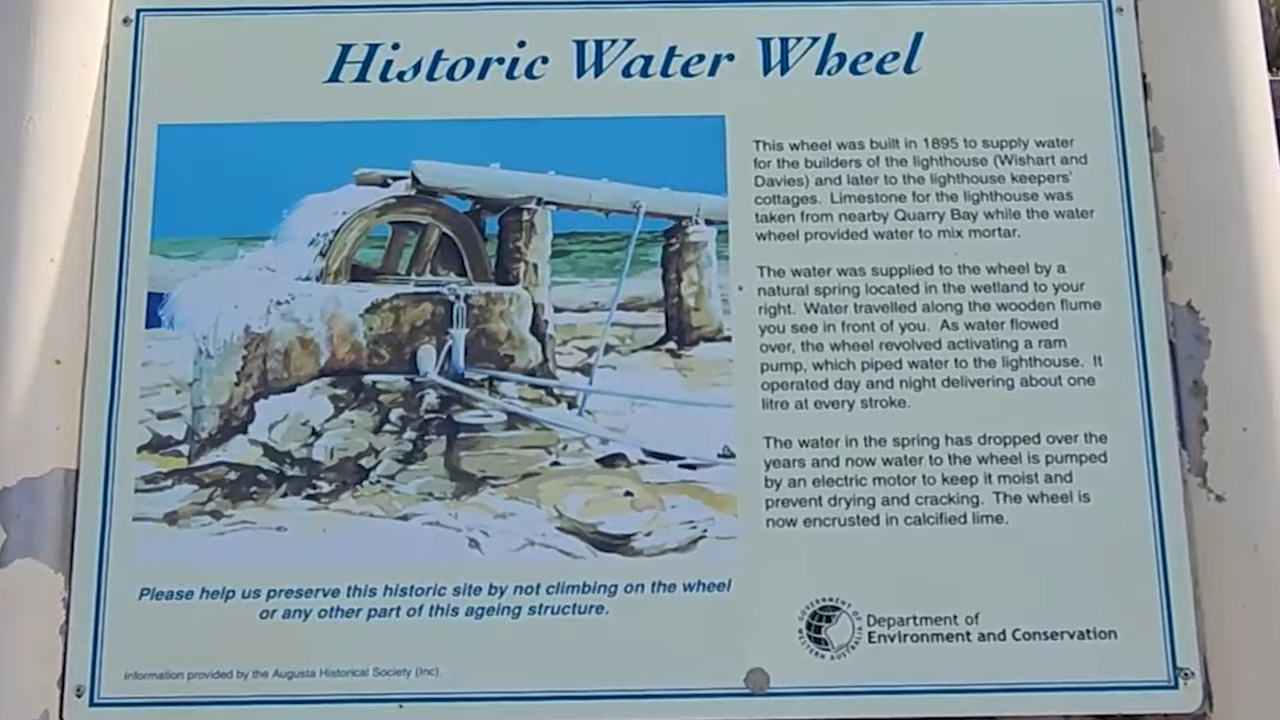 Historic Water Wheel
This wheel was built in 1895 to supply water
for the builders of the lighthouse (Wishart and
Davies) and later to the lighthouse keepers'
cottages. Limestone for the lighthouse was
taken from nearby Quarry Bay while the water
wheel provided water to mix mortar.
The water was supplied to the wheel by a
natural spring located in the wetland to your
right. Water travelled along the wooden flume
you see in front of you. As water flowed
over, the wheel revolved activating a ram
pump, which piped water to the lighthouse. It
operated day and night delivering about one
litre at every stroke.
The water in the spring has dropped over the
years and now water to the wheel is pumped
by an electric motor to keep it moist and
prevent drying and cracking. The wheel is
now encrusted in calcified lime.
Please help us preserve this historic site by not climbing on the wheel
or any other part of this ageing structure.
GOVERNMENT OF
WESTERN AUSTRALIA
Department of
Environment and Conservation
Information provided by the Augusta Historical Society (Inc).